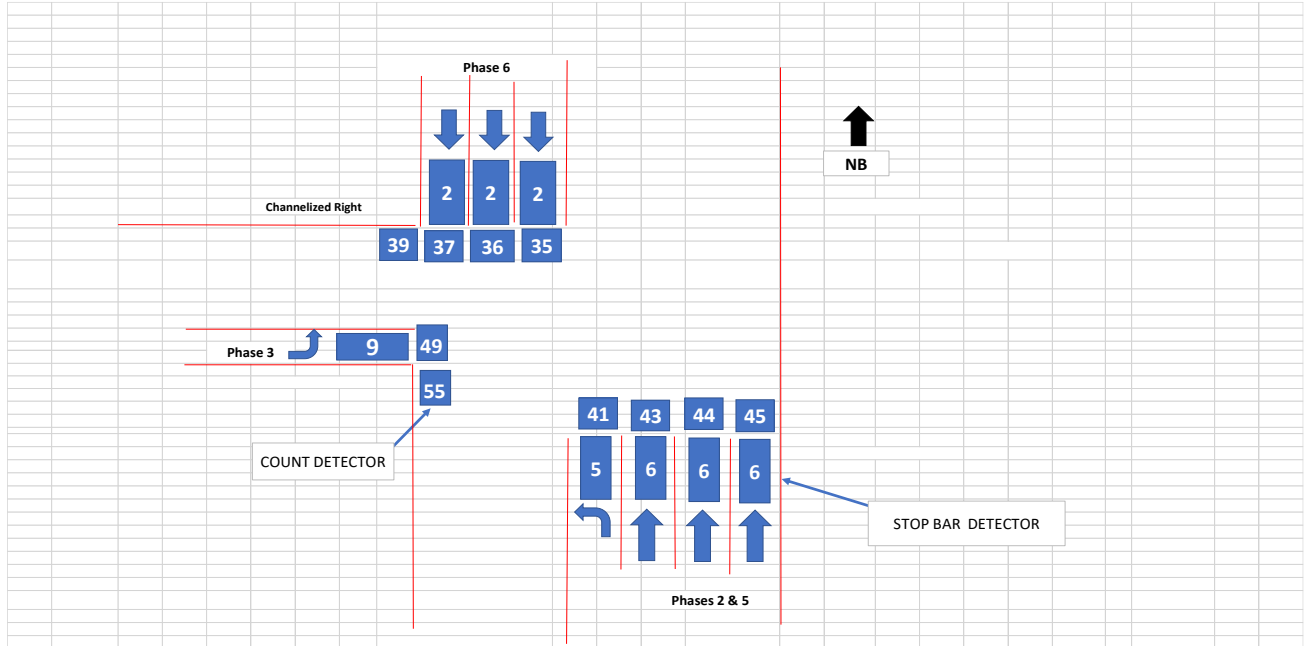 Phase 6
NB
2 2 2
Channelized Right
39 37 36 35
Phase 3
9
49
55
COUNT DETECTOR
41 43 44 45
5 6 6 6
STOP BAR DETECTOR
Phases 2 & 5